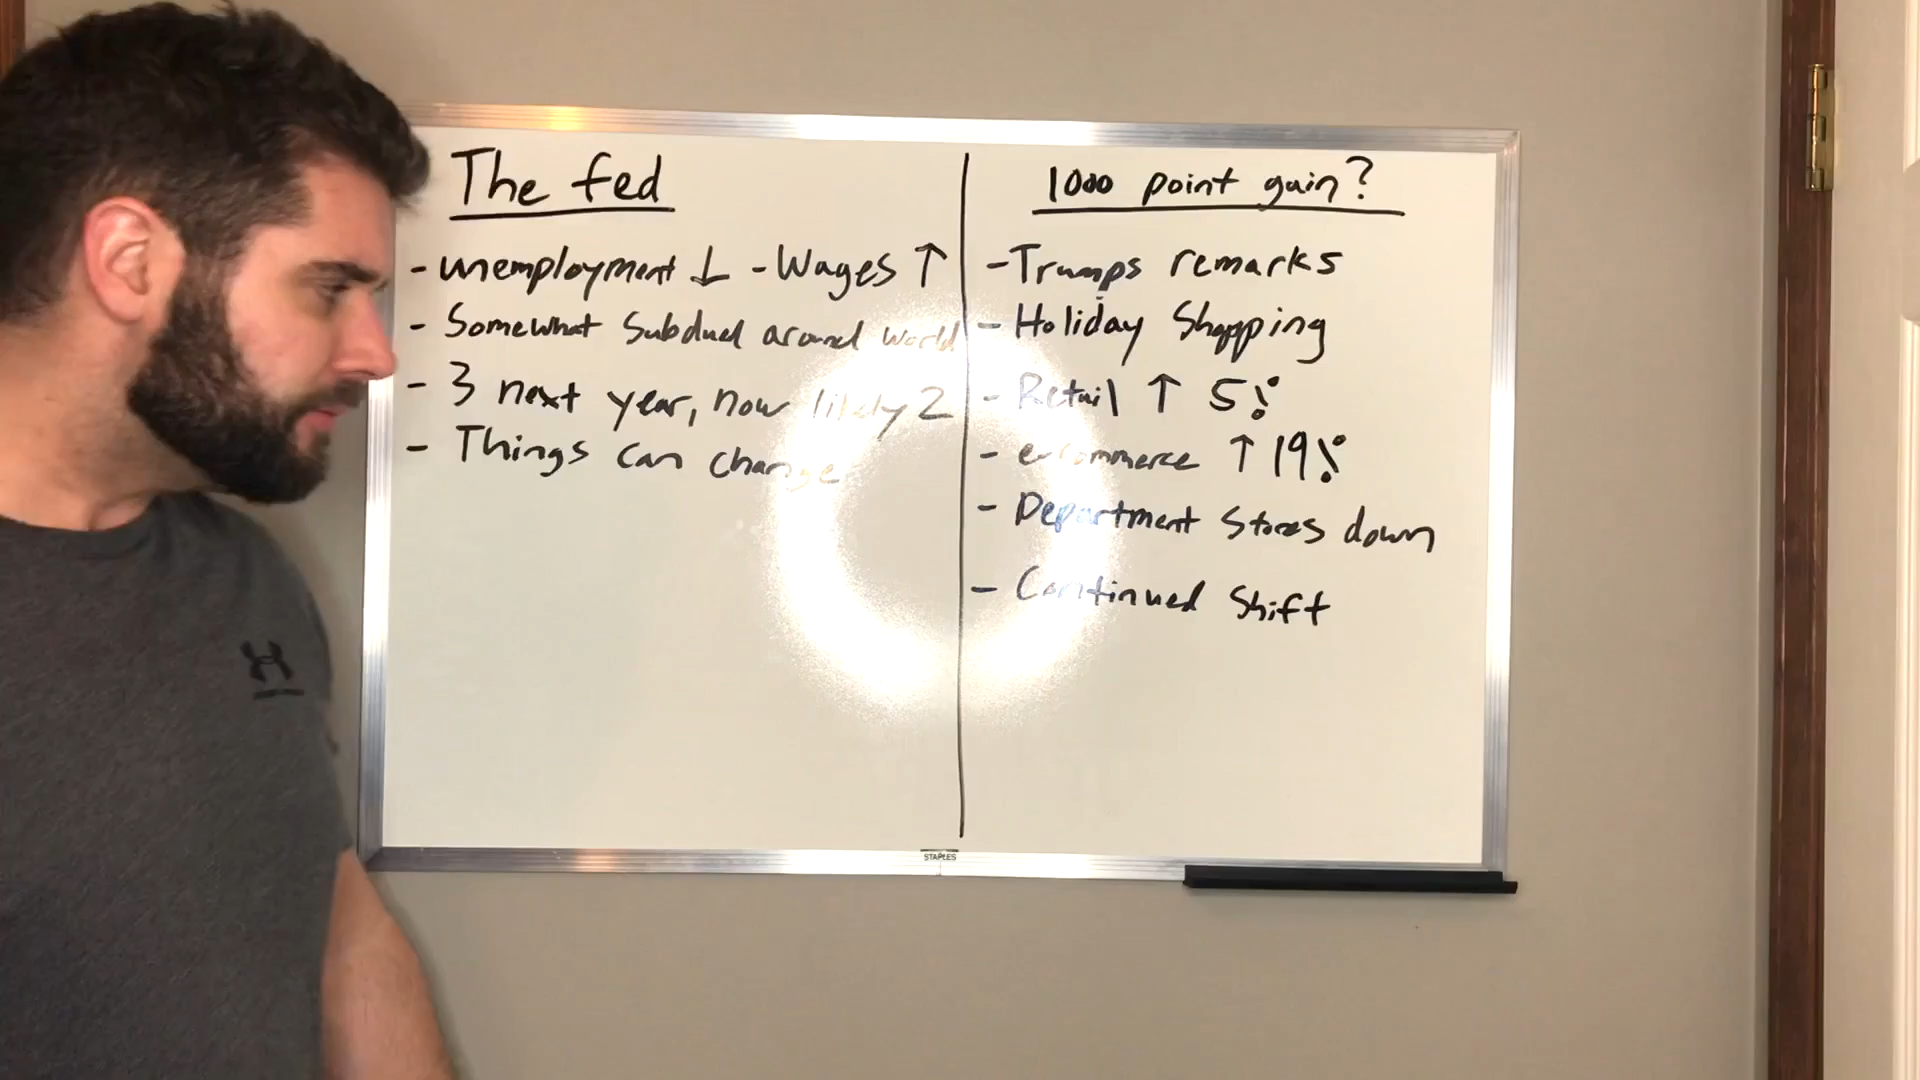 The fed
- unemployment ↓ - Wages ↑
- Somewhat Subdued around world
- 3 next year, now likely 2
- Things can change
1000 point gain?
- Trumps remarks
- Holiday Shopping
- Retail ↑ 5%
- e-commerce ↑ 19%
- Department Stores down
- Continued Shift
STAPLES